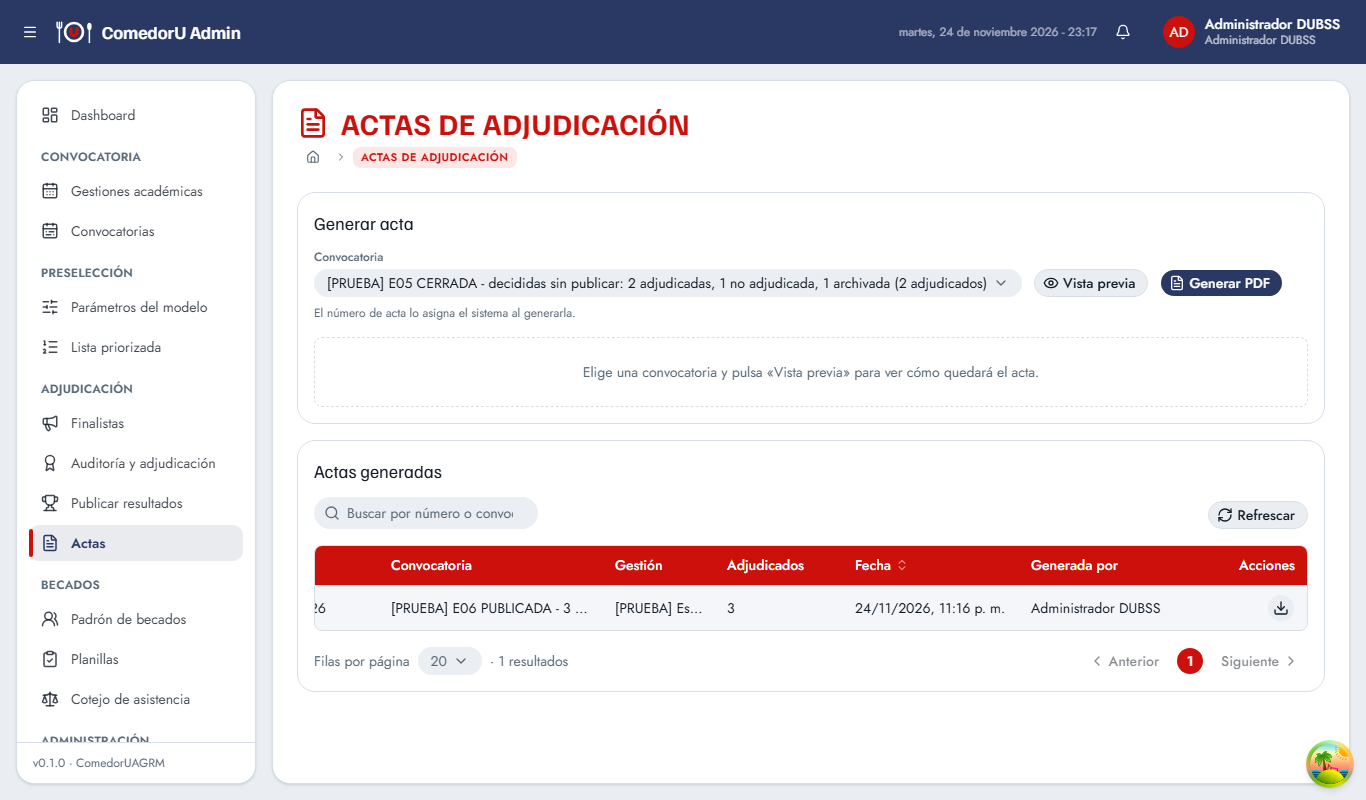 ComedorU Admin
martes, 24 de noviembre 2026 - 23:17
AD
Administrador DUBSS
Administrador DUBSS
Dashboard
CONVOCATORIA
Gestiones académicas
Convocatorias
PRESELECCIÓN
Parámetros del modelo
Lista priorizada
ADJUDICACIÓN
Finalistas
Auditoría y adjudicación
Publicar resultados
Actas
BECADOS
Padrón de becados
Planillas
Cotejo de asistencia
ADMINISTRACIÓN
v0.1.0 · ComedorUAGRM
ACTAS DE ADJUDICACIÓN
ACTAS DE ADJUDICACIÓN
Generar acta
Convocatoria
[PRUEBA] E05 CERRADA - decididas sin publicar: 2 adjudicadas, 1 no adjudicada, 1 archivada (2 adjudicados)
Vista previa
Generar PDF
El número de acta lo asigna el sistema al generarla.
Elige una convocatoria y pulsa «Vista previa» para ver cómo quedará el acta.
Actas generadas
Buscar por número o convo
Refrescar
Convocatoria Gestión Adjudicados Fecha Generada por Acciones
26 [PRUEBA] E06 PUBLICADA - 3 ... [PRUEBA] Es... 3 24/11/2026, 11:16 p. m. Administrador DUBSS
Filas por página 20 · 1 resultados
Anterior 1 Siguiente